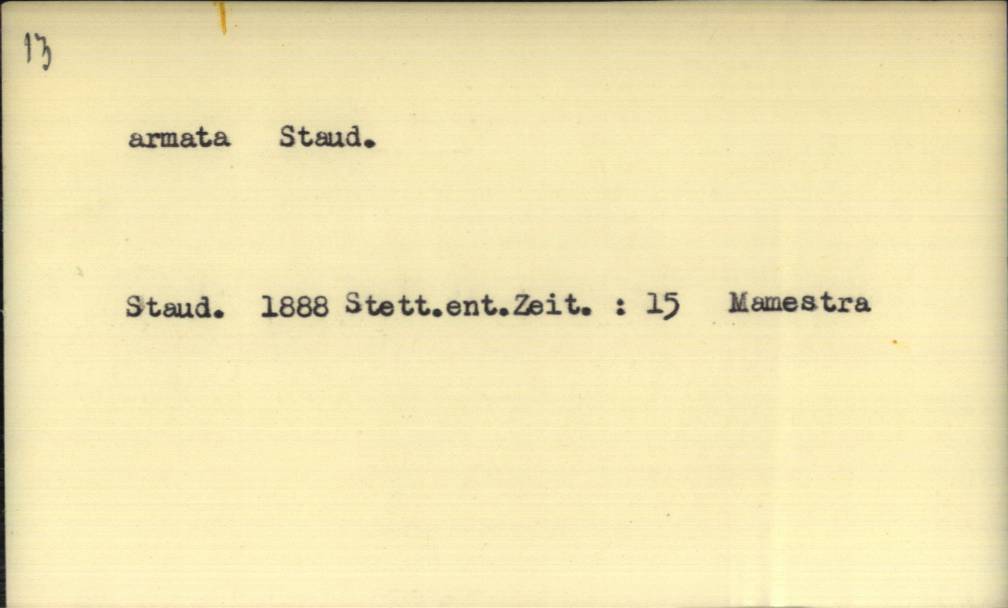 13
armata Staud.
Staud. 1888 Stett.ent.Zeit. : 15 Mamestra